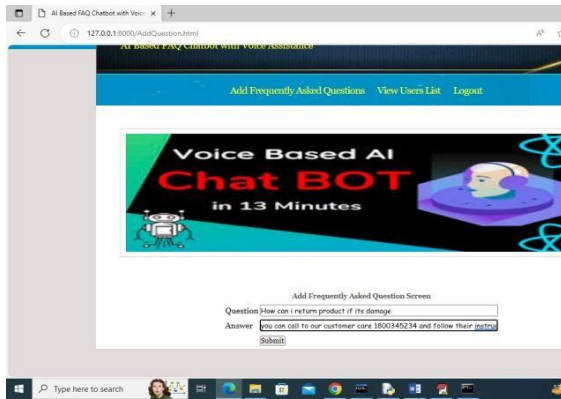 AI Based FAQ Chatbot with Voice
127.0.0.1:8000/AddQuestion.html
AI Based FAQ Chatbot with Voice Assistance
Add Frequently Asked Questions View Users List Logout
Voice Based AI
Chat BOT
in 13 Minutes
Add Frequently Asked Question Screen
Question How can i return product if its damage
Answer you can call to our customer care 1800345234 and follow their instruc
Submit
Type here to search